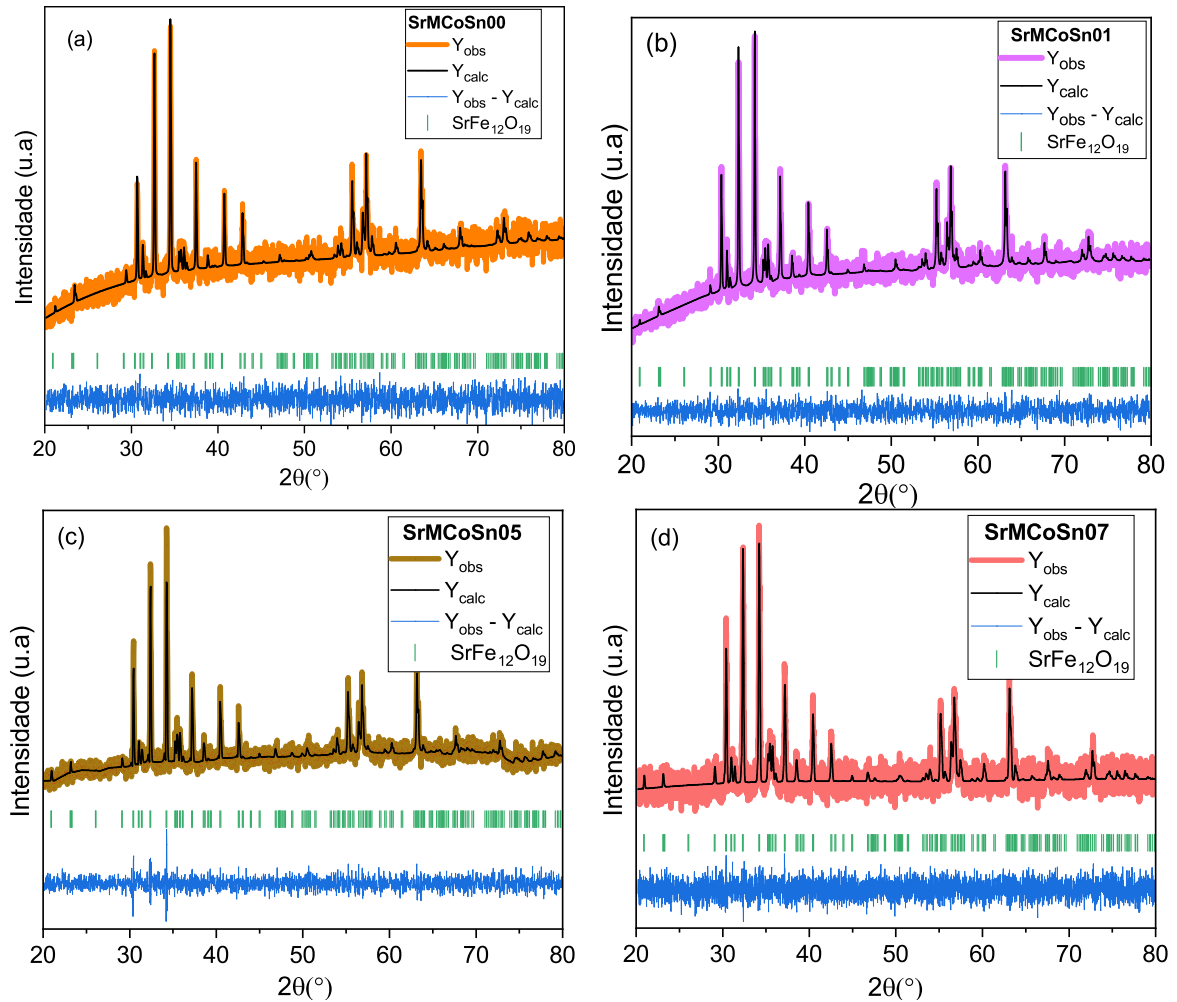 (a)
SrMCoSn00
Yobs
Ycalc
Yobs - Ycalc
SrFe12O19
Intensidade (u.a)
20 30 40 50 60 70 80
2θ(°)
(b)
SrMCoSn01
Yobs
Ycalc
Yobs - Ycalc
SrFe12O19
Intensidade (u.a)
20 30 40 50 60 70 80
2θ(°)
(c)
SrMCoSn05
Yobs
Ycalc
Yobs - Ycalc
SrFe12O19
Intensidade (u.a)
20 30 40 50 60 70 80
2θ(°)
(d)
SrMCoSn07
Yobs
Ycalc
Yobs - Ycalc
SrFe12O19
Intensidade (u.a)
20 30 40 50 60 70 80
2θ(°)